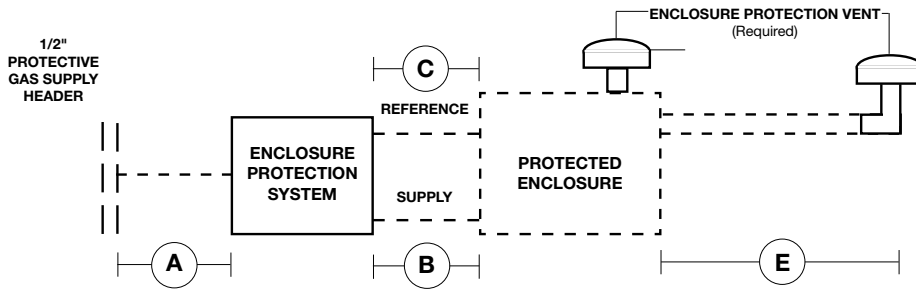 ENCLOSURE PROTECTION VENT
(Required)
1/2"
PROTECTIVE
GAS SUPPLY
HEADER
C
REFERENCE
ENCLOSURE
PROTECTION
SYSTEM
PROTECTED
ENCLOSURE
SUPPLY
A
B
E